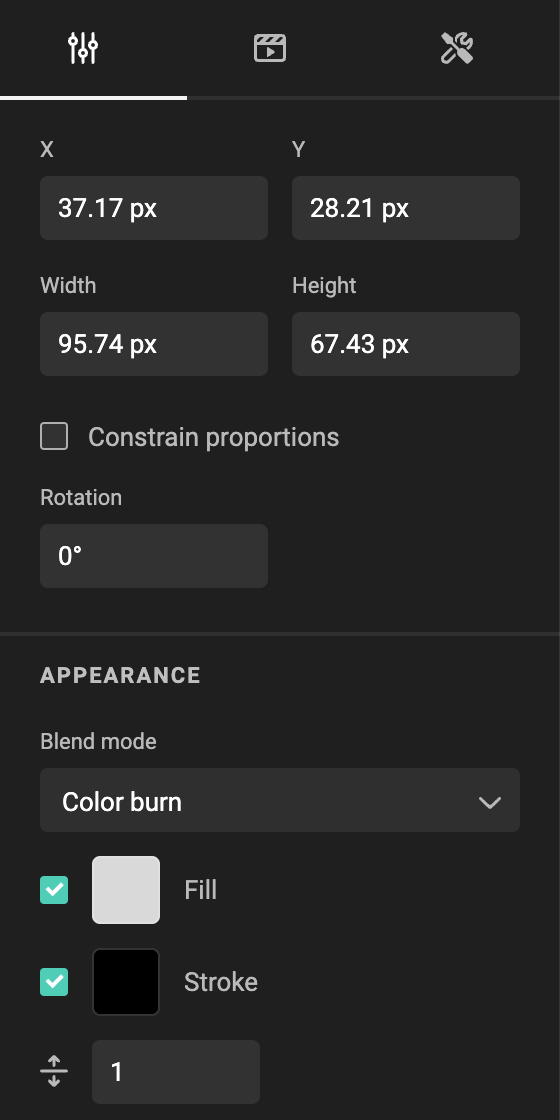 X Y
37.17 px 28.21 px
Width Height
95.74 px 67.43 px
Constrain proportions
Rotation
0°
APPEARANCE
Blend mode
Color burn
Fill
Stroke
1